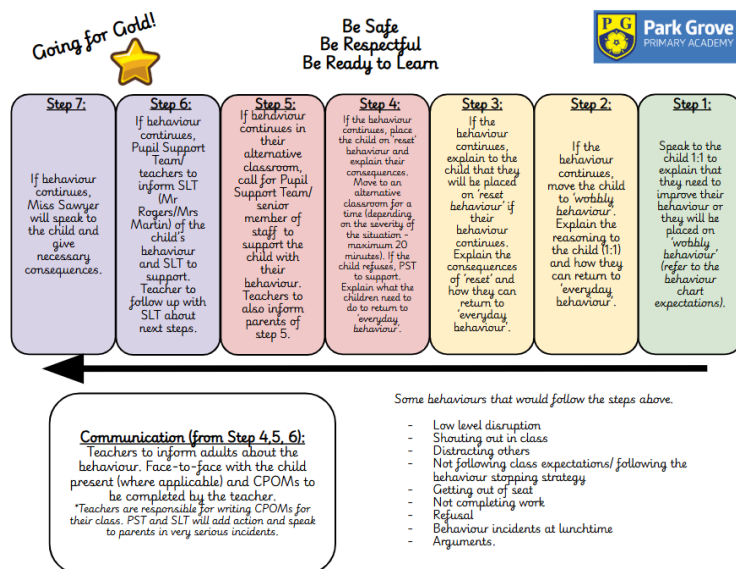 Going for Gold!
Be Safe
Be Respectful
Be Ready to Learn
P G
Park Grove
PRIMARY ACADEMY
Step 7:
If behaviour
continues,
Miss Sawyer
will speak to
the child and
give
necessary
consequences.
Step 6:
If behaviour
continues,
Pupil Support
Team/
teachers to
inform SLT
(Mr
Rogers/Mrs
Martin) of the
child's
behaviour
and SLT to
support.
Teacher to
follow up with
SLT about
next steps.
Step 5:
If behaviour
continues in their
alternative
classroom,
call for Pupil
Support Team/
senior
member of
staff to
support the
child with
their
behaviour.
Teachers to
also inform
parents of
step 5.
Step 4:
If the behaviour
continues, place
the child on 'reset'
behaviour and
explain their
consequences.
Move to an
alternative
classroom for a
time (depending
on the severity of
the situation -
maximum 20
minutes). If the
child refuses, PST
to support.
Explain what the
children need to
do to return to
'everyday
behaviour'.
Step 3:
If the
behaviour
continues,
explain to the
child that they
will be placed
on 'reset
behaviour' if
their
behaviour
continues.
Explain the
consequences
of 'reset' and
how they can
return to
'everyday
behaviour'.
Step 2:
If the
behaviour
continues,
move the child
to 'wobbly
behaviour'.
Explain the
reasoning to
the child (1:1)
and how they
can return to
'everyday
behaviour'.
Step 1:
Speak to the
child 1:1 to
explain that
they need to
improve their
behaviour or
they will be
placed on
'wobbly
behaviour'
(refer to the
behaviour
chart
expectations).
Communication (from Step 4,5, 6):
Teachers to inform adults about the
behaviour. Face-to-face with the child
present (where applicable) and CPOMs to
be completed by the teacher.
*Teachers are responsible for writing CPOMs for
their class. PST and SLT will add action and speak
to parents in very serious incidents.
Some behaviours that would follow the steps above.
- Low level disruption
- Shouting out in class
- Distracting others
- Not following class expectations/ following the
behaviour stopping strategy
- Getting out of seat
- Not completing work
- Refusal
- Behaviour incidents at lunchtime
- Arguments.